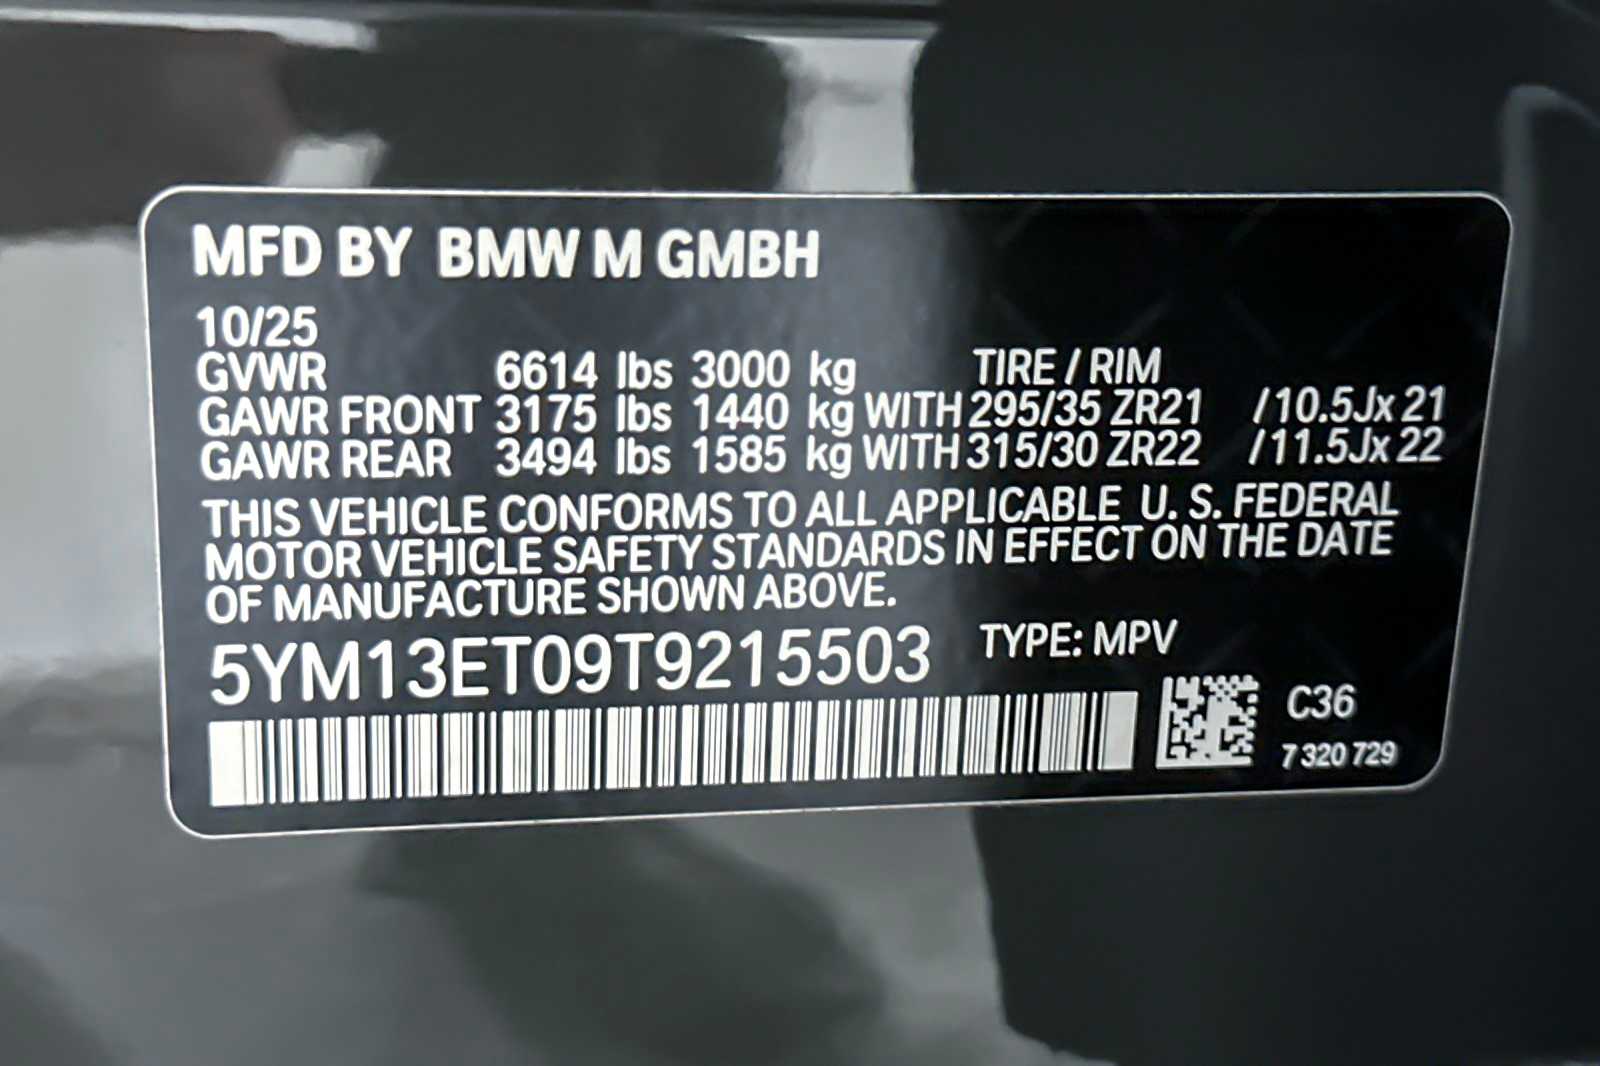 MFD BY BMW M GMBH
10/25
GVWR 6614 lbs 3000 kg TIRE / RIM
GAWR FRONT 3175 lbs 1440 kg WITH 295/35 ZR21 /10.5Jx 21
GAWR REAR 3494 lbs 1585 kg WITH 315/30 ZR22 /11.5Jx 22
THIS VEHICLE CONFORMS TO ALL APPLICABLE U. S. FEDERAL
MOTOR VEHICLE SAFETY STANDARDS IN EFFECT ON THE DATE
OF MANUFACTURE SHOWN ABOVE.
5YM13ET09T9215503 TYPE: MPV
C36
7 320 729